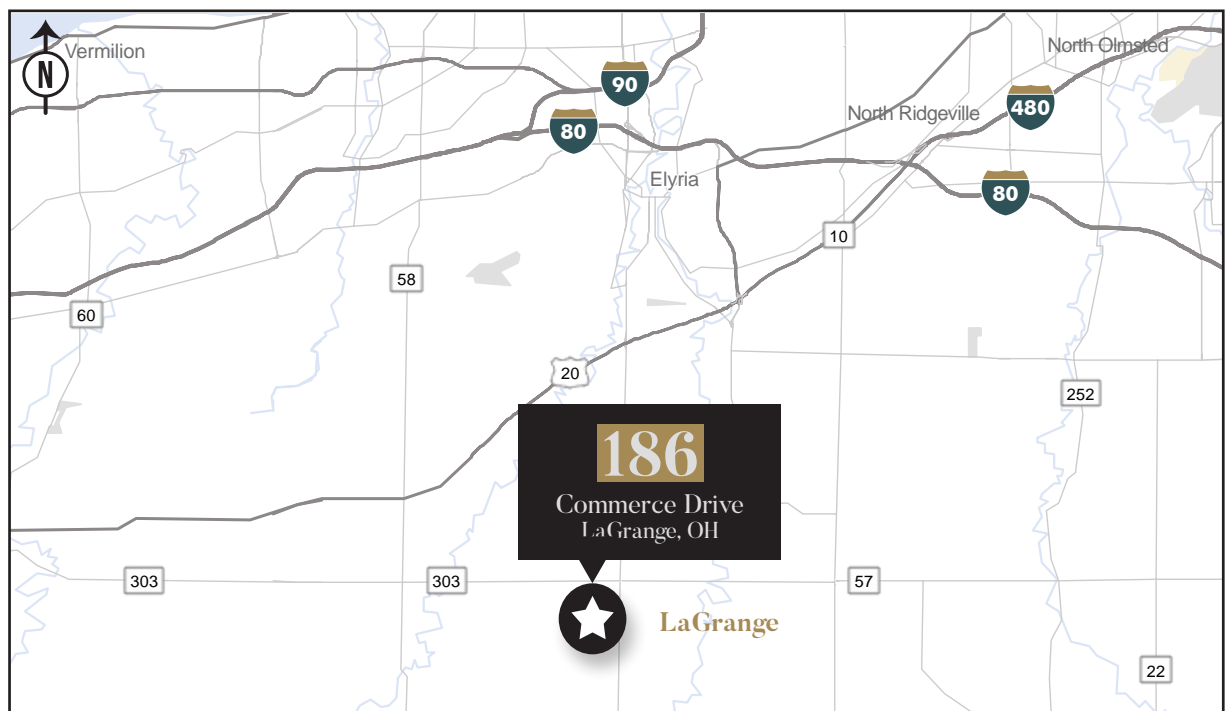 Vermilion
N
North Olmsted
90
480
North Ridgeville
80
Elyria
80
10
58
60
20
252
186
Commerce Drive
LaGrange, OH
303
303
57
LaGrange
22